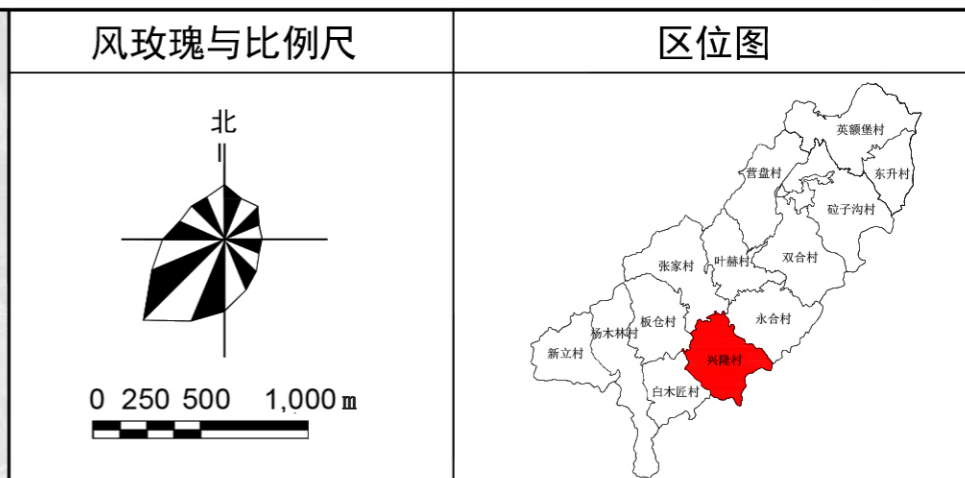 风玫瑰与比例尺
区位图
北
0 250 500 1,000 m
英额堡村
营盘村
东升村
砬子沟村
双合村
叶赫村
张家村
永合村
板仓村
杨木林村
兴隆村
新立村
白木匠村